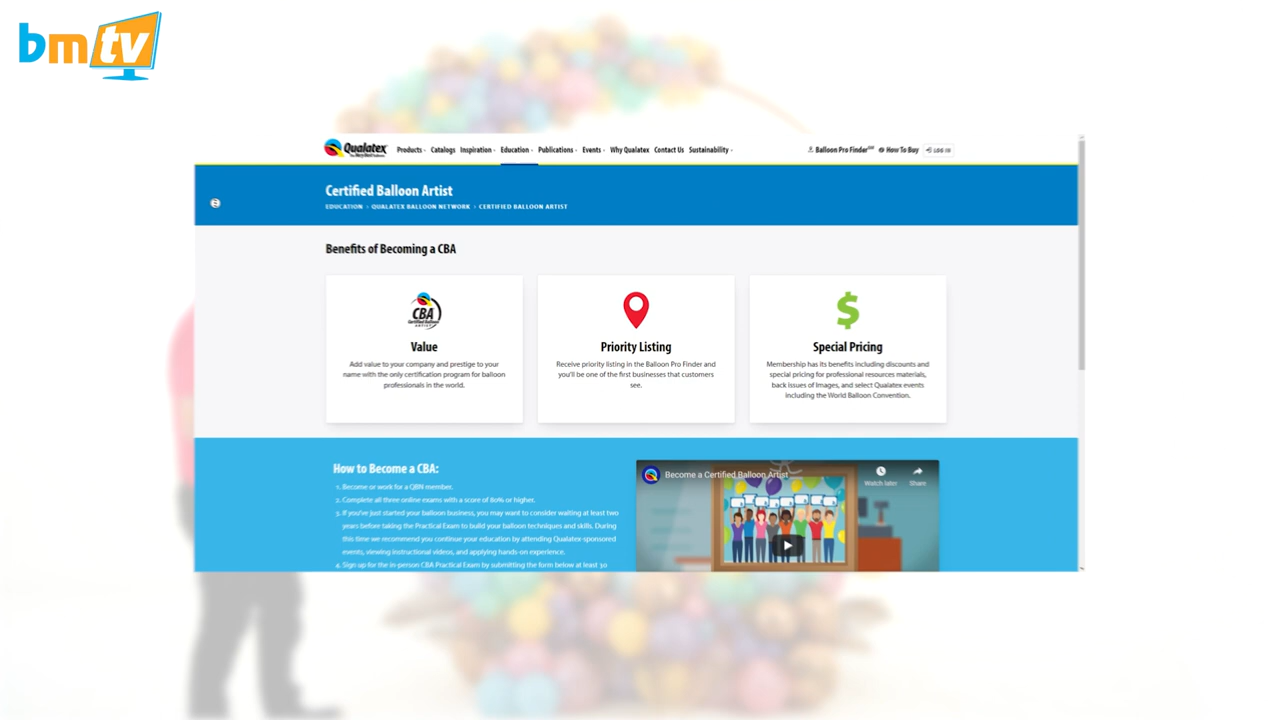 bmtv
Qualatex
The Very Best Balloons
Products Catalogs Inspiration Education Publications Events Why Qualatex Contact Us Sustainability Balloon Pro Finder℠ How To Buy LOG IN
Certified Balloon Artist
EDUCATION › QUALATEX BALLOON NETWORK › CERTIFIED BALLOON ARTIST
Benefits of Becoming a CBA
CBA
Certified Balloon
ARTIST
Value
Add value to your company and prestige to your
name with the only certification program for balloon
professionals in the world.
Priority Listing
Receive priority listing in the Balloon Pro Finder and
you'll be one of the first businesses that customers
see.
$
Special Pricing
Membership has its benefits including discounts and
special pricing for professional resources materials,
back issues of Images, and select Qualatex events
including the World Balloon Convention.
How to Become a CBA:
1. Become or work for a QBN member.
2. Complete all three online exams with a score of 80% or higher.
3. If you've just started your balloon business, you may want to consider waiting at least two
years before taking the Practical Exam to build your balloon techniques and skills. During
this time we recommend you continue your education by attending Qualatex-sponsored
events, viewing instructional videos, and applying hands-on experience.
4. Sign up for the in-person CBA Practical Exam by submitting the form below at least 30
Become a Certified Balloon Artist
Watch later
Share